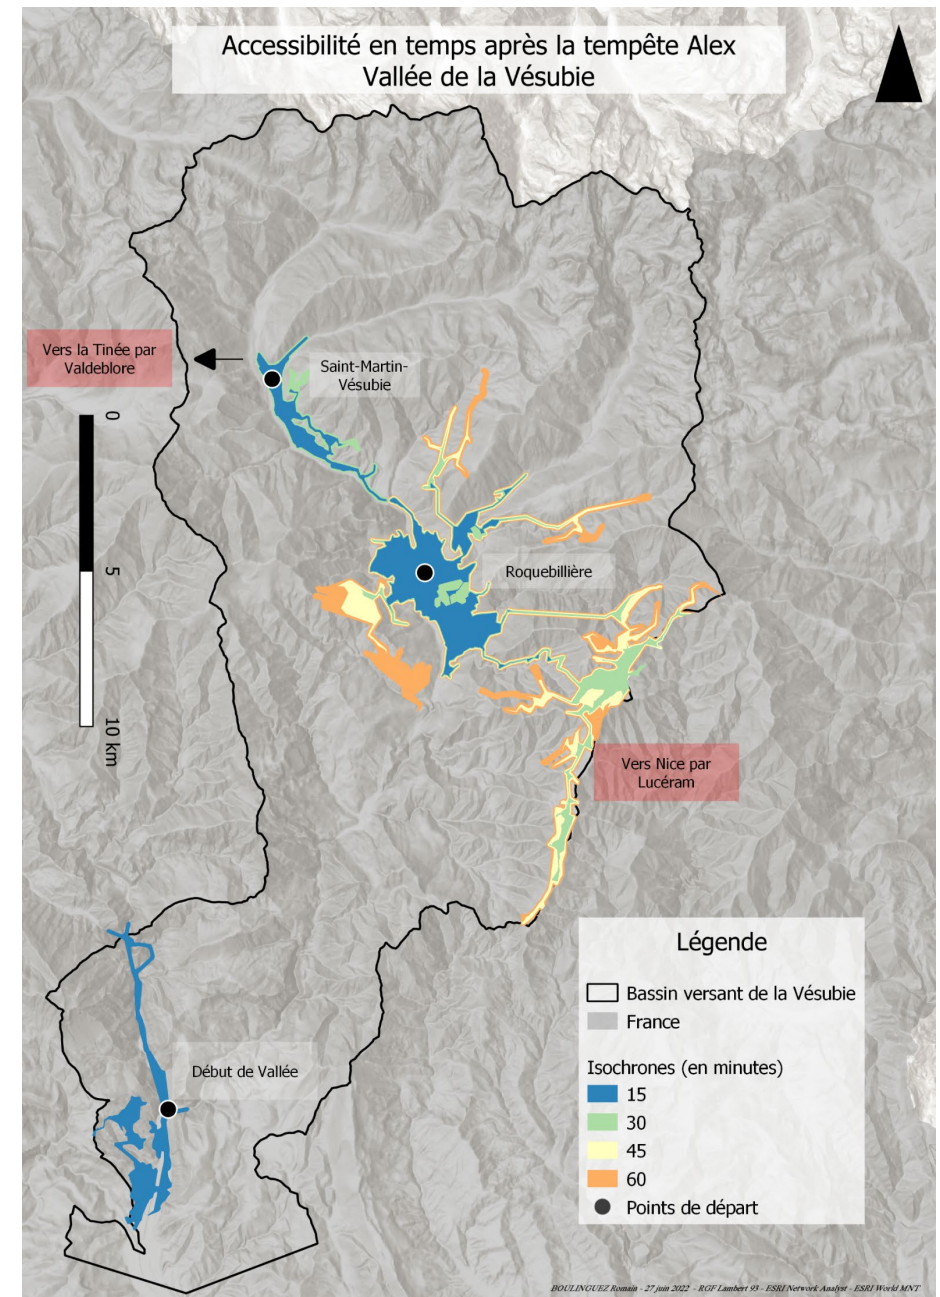 Accessibilité en temps après la tempête Alex
Vallée de la Vésubie
Vers la Tinée par
Valdeblore
Saint-Martin-
Vésubie
0
5
10 km
Roquebillière
Vers Nice par
Lucéram
Début de Vallée
Légende
Bassin versant de la Vésubie
France
Isochrones (en minutes)
15
30
45
60
Points de départ
BOULINGUEZ Romain - 27 juin 2022 - RGF Lambert 93 - ESRI Network Analyst - ESRI World MNT